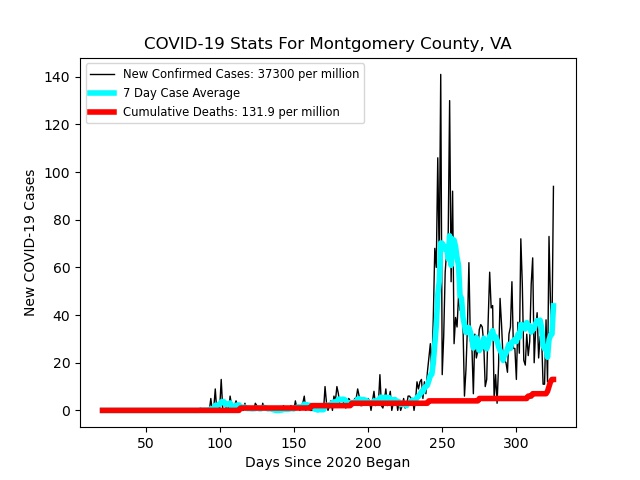 COVID-19 Stats For Montgomery County, VA
New Confirmed Cases: 37300 per million
7 Day Case Average
Cumulative Deaths: 131.9 per million
New COVID-19 Cases
140
120
100
80
60
40
20
0
50 100 150 200 250 300
Days Since 2020 Began